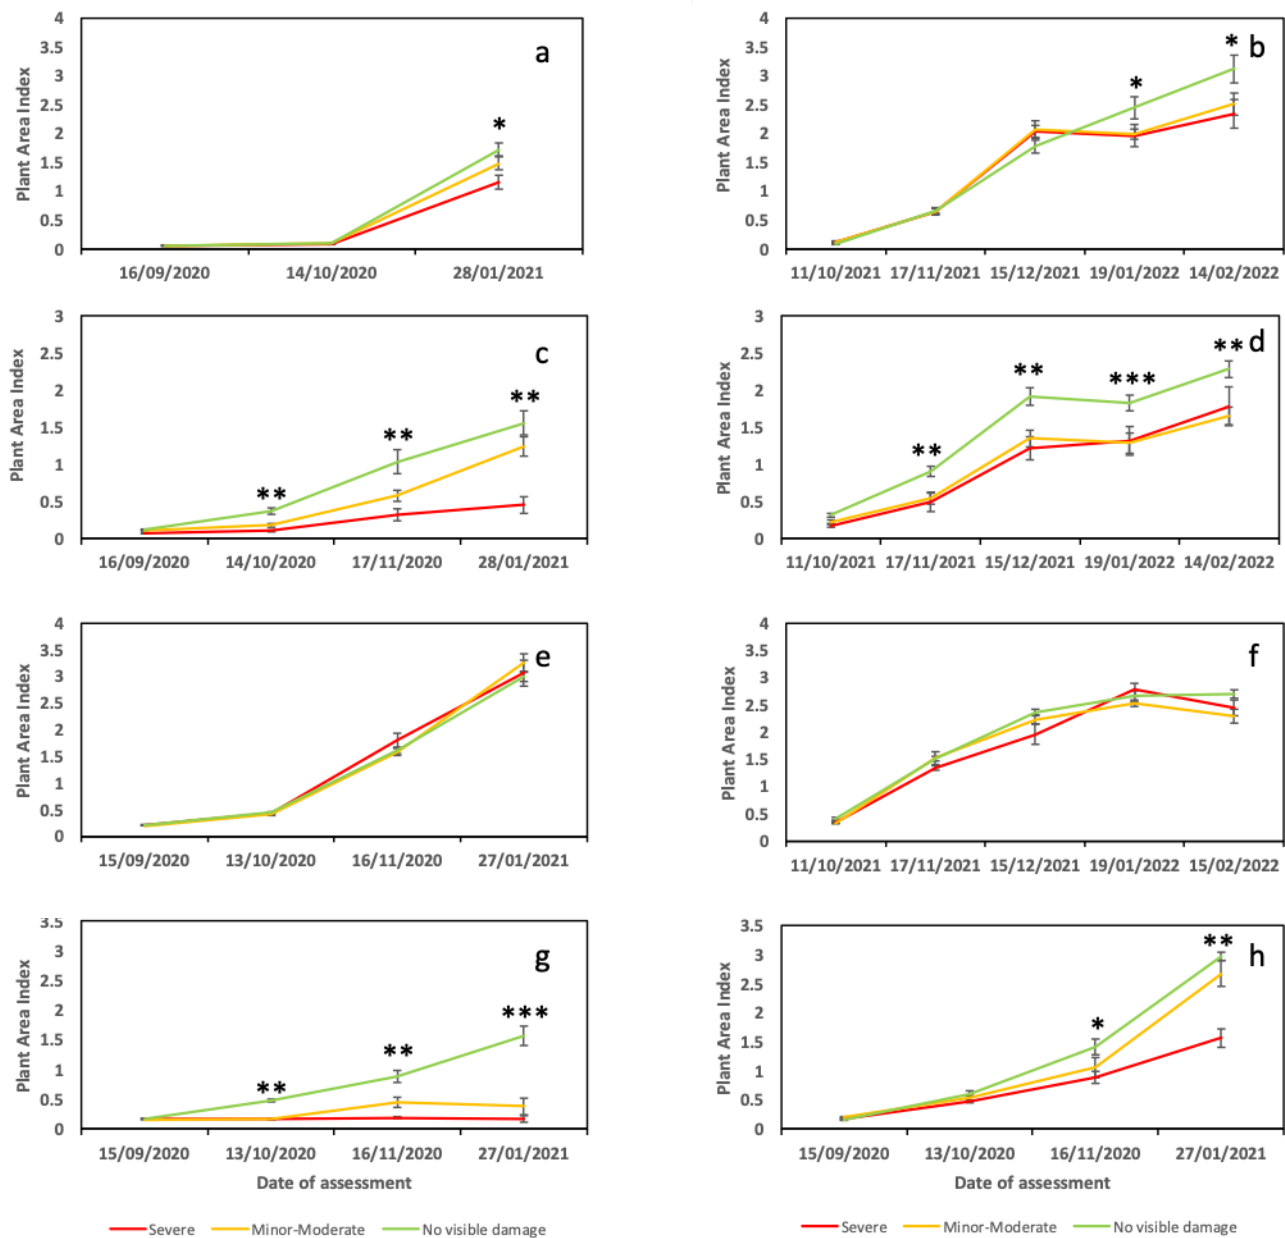 4
3.5
3
2.5
2
1.5
1
0.5
0
Plant Area Index
a
*
16/09/2020 14/10/2020 28/01/2021
4
3.5
3
2.5
2
1.5
1
0.5
0
Plant Area Index
b
* *
11/10/2021 17/11/2021 15/12/2021 19/01/2022 14/02/2022
3
2.5
2
1.5
1
0.5
0
Plant Area Index
c
** ** **
16/09/2020 14/10/2020 17/11/2020 28/01/2021
3
2.5
2
1.5
1
0.5
0
Plant Area Index
d
** ** *** **
11/10/2021 17/11/2021 15/12/2021 19/01/2022 14/02/2022
4
3.5
3
2.5
2
1.5
1
0.5
0
Plant Area Index
e
15/09/2020 13/10/2020 16/11/2020 27/01/2021
4
3.5
3
2.5
2
1.5
1
0.5
0
Plant Area Index
f
11/10/2021 17/11/2021 15/12/2021 19/01/2022 15/02/2022
3.5
3
2.5
2
1.5
1
0.5
0
Plant Area Index
g
** ** ***
15/09/2020 13/10/2020 16/11/2020 27/01/2021
Date of assessment
3.5
3
2.5
2
1.5
1
0.5
0
Plant Area Index
h
* **
15/09/2020 13/10/2020 16/11/2020 27/01/2021
Date of assessment
Severe Minor-Moderate No visible damage
Severe Minor-Moderate No visible damage